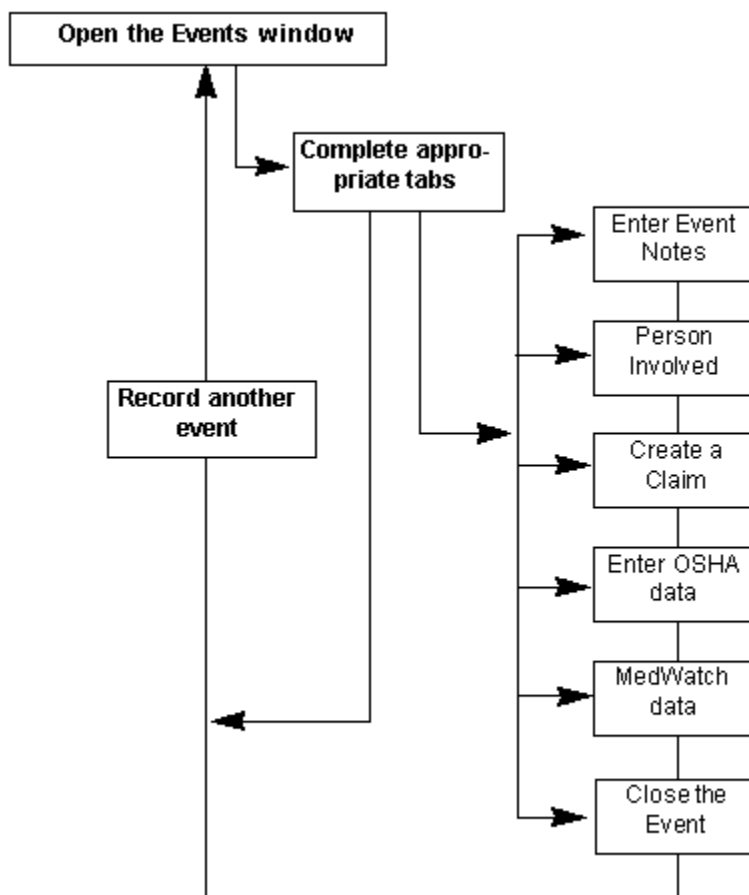 Open the Events window
Complete appro-
priate tabs
Enter Event
Notes
Person
Involved
Record another
event
Create a
Claim
Enter OSHA
data
MedWatch
data
Close the
Event